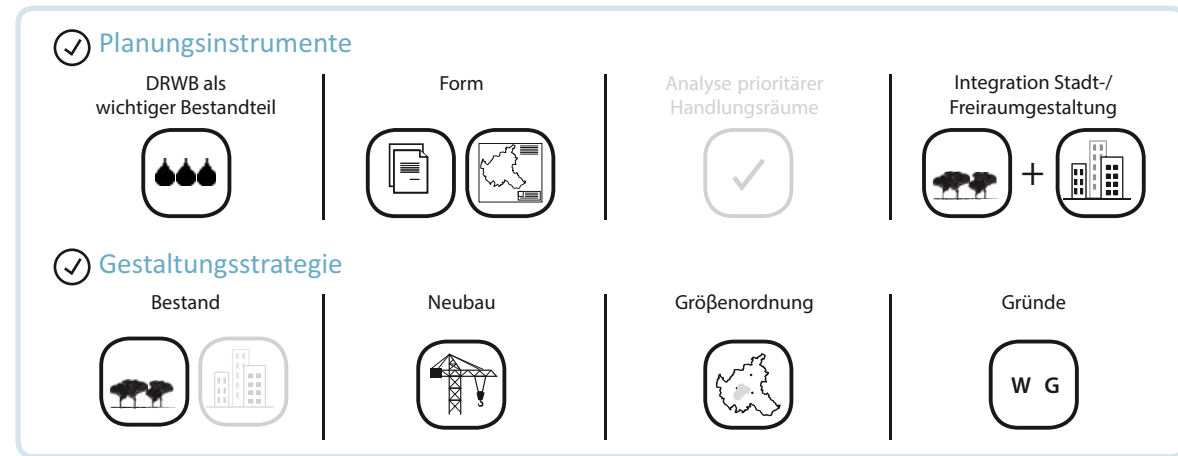 Planungsinstrumente
DRWB als
wichtiger Bestandteil
Form
Analyse prioritärer
Handlungsräume
Integration Stadt-/
Freiraumgestaltung
+
Gestaltungsstrategie
Bestand
Neubau
Größenordnung
Gründe
W G